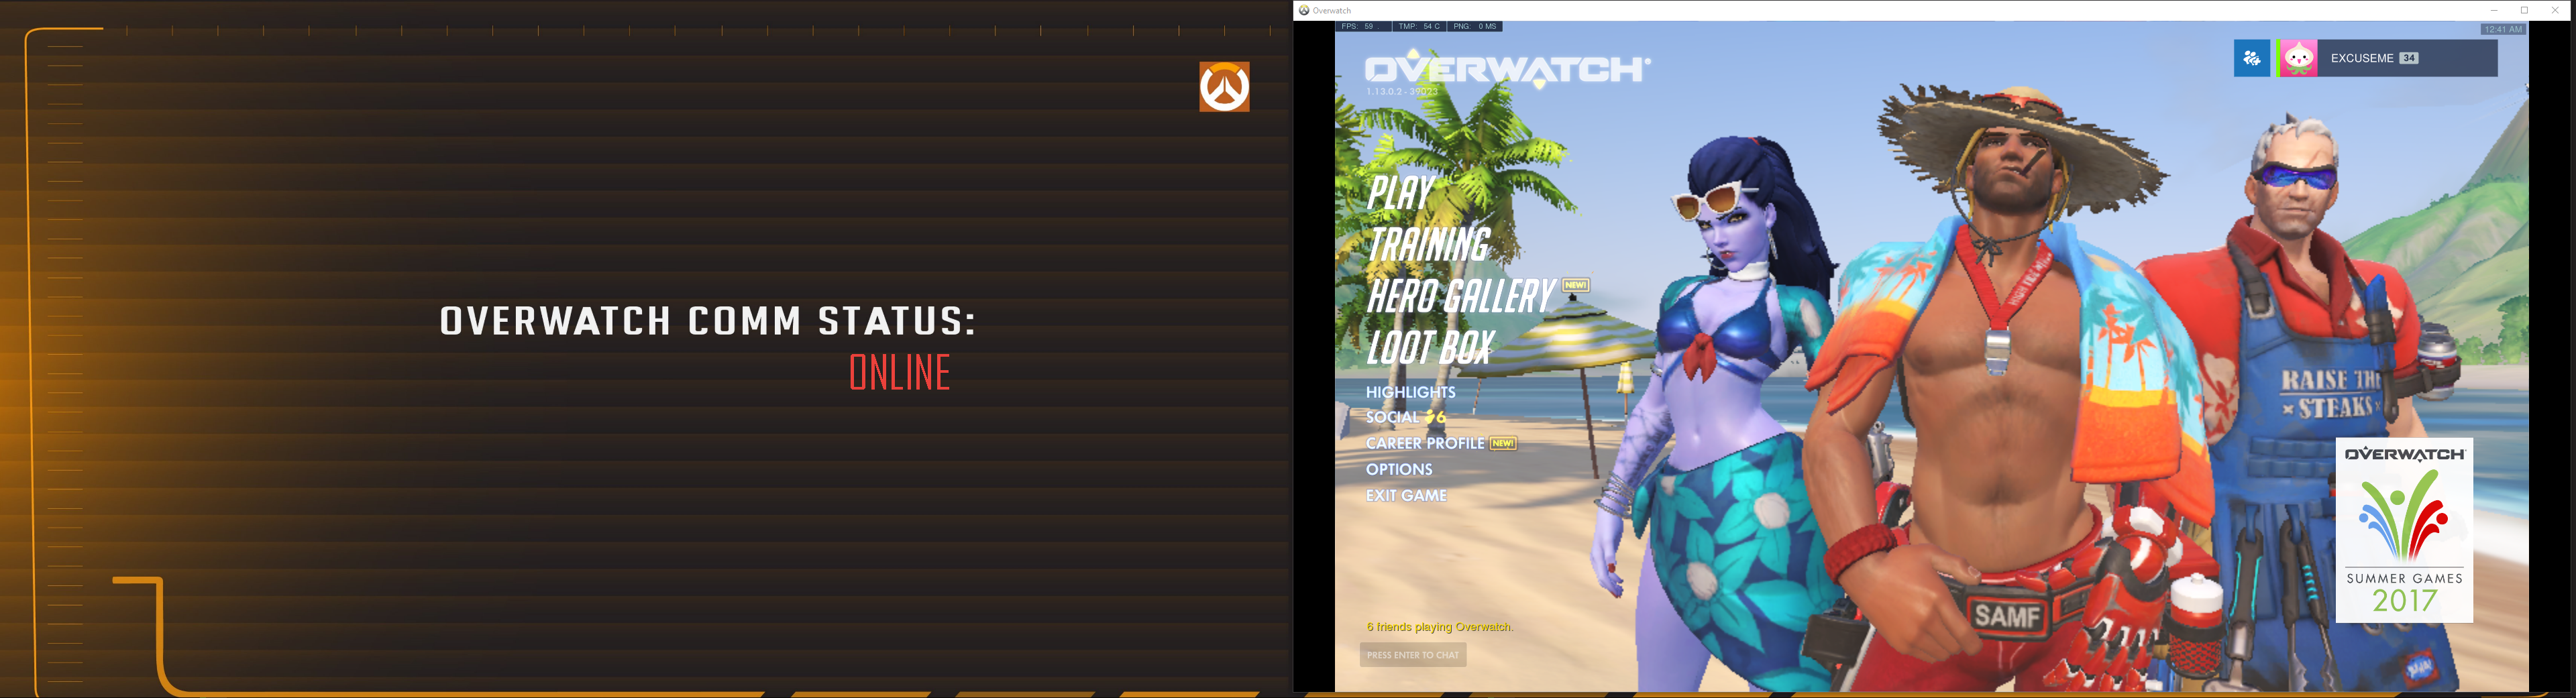 OVERWATCH COMM STATUS:
ONLINE
Overwatch
FPS: 59
TMP: 54 C
PNG: 0 MS
12:41 AM
OVERWATCH
1.13.0.2 - 39023
EXCUSEME 34
PLAY
TRAINING
HERO GALLERY NEW!
LOOT BOX
HIGHLIGHTS
SOCIAL 6
CAREER PROFILE NEW!
OPTIONS
EXIT GAME
RAISE THE
STEAKS
SAMF
OVERWATCH
SUMMER GAMES
2017
6 friends playing Overwatch.
PRESS ENTER TO CHAT